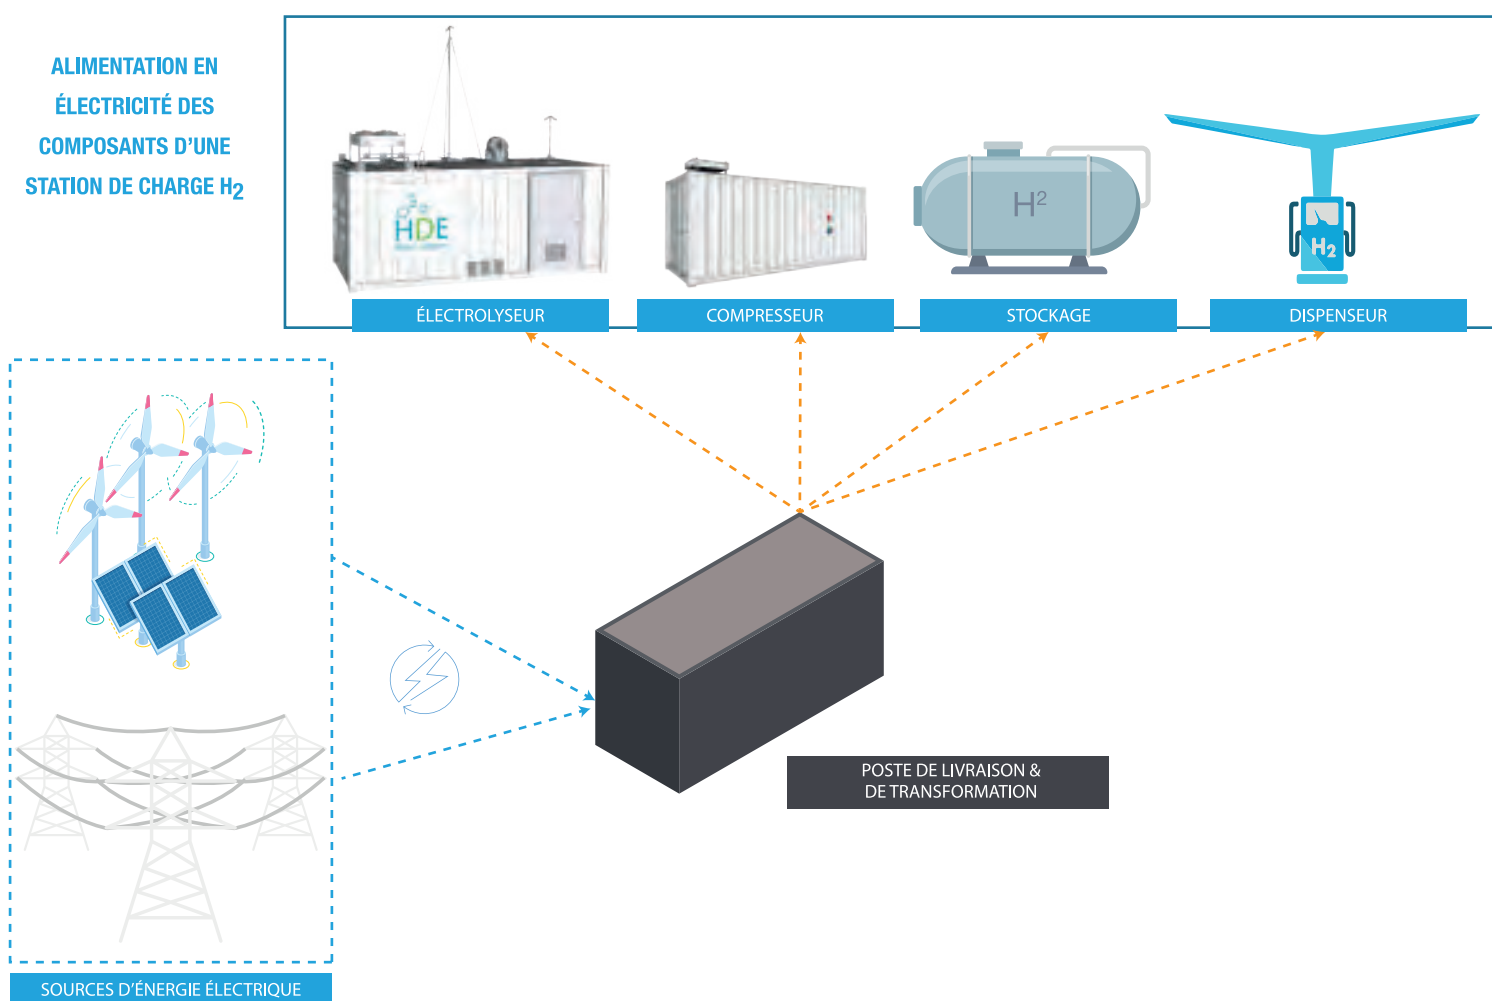 ALIMENTATION EN
ÉLECTRICITÉ DES
COMPOSANTS D'UNE
STATION DE CHARGE H2
HDE
H2
H2
ÉLECTROLYSEUR
COMPRESSEUR
STOCKAGE
DISPENSEUR
POSTE DE LIVRAISON &
DE TRANSFORMATION
SOURCES D'ÉNERGIE ÉLECTRIQUE